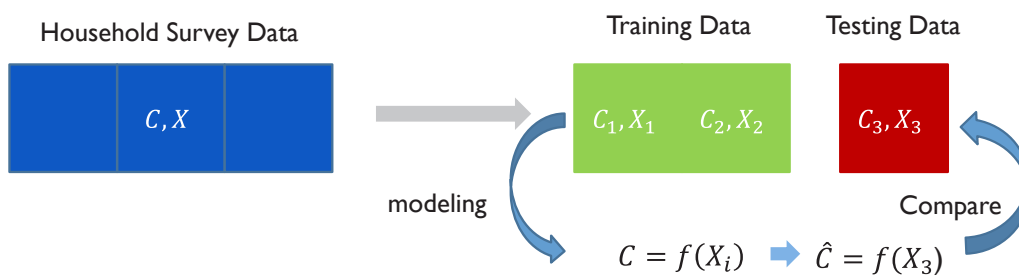 Household Survey Data
Training Data
Testing Data
C, X
C₁, X₁
C₂, X₂
C₃, X₃
modeling
Compare
C = f(Xᵢ)
Ĉ = f(X₃)